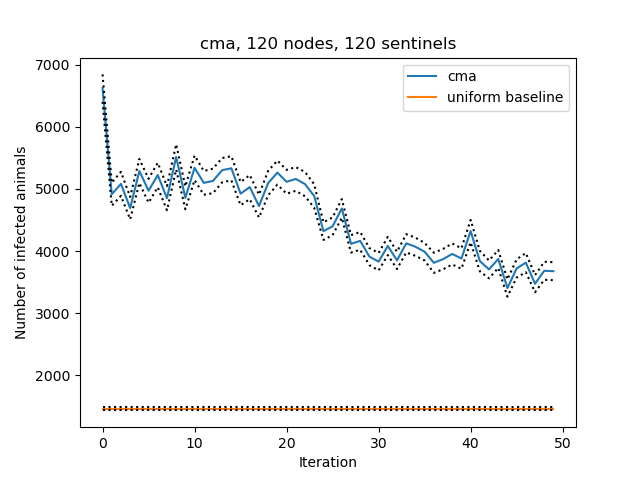 cma, 120 nodes, 120 sentinels
cma
uniform baseline
Number of infected animals
7000
6000
5000
4000
3000
2000
0
10
20
30
40
50
Iteration